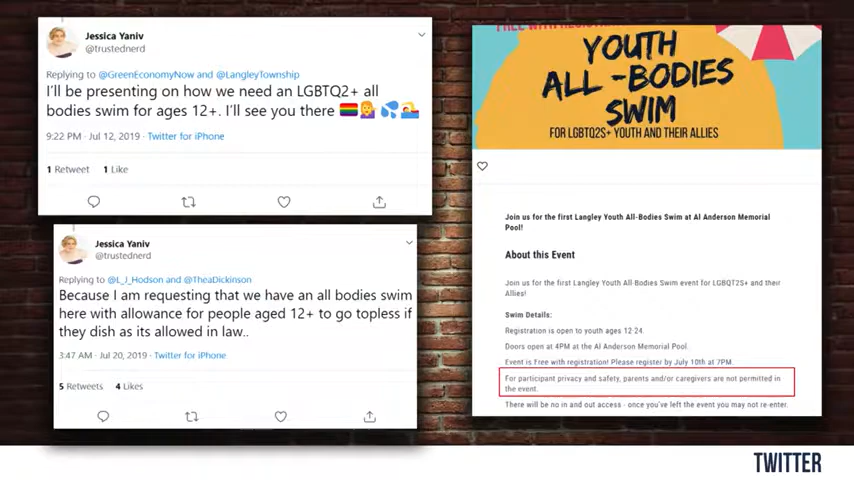 Jessica Yaniv
@trustednerd
Replying to @GreenEconomyNow and @LangleyTownship
I'll be presenting on how we need an LGBTQ2+ all
bodies swim for ages 12+. I'll see you there 🏳️‍🌈💁‍♀️💦🏊‍♀️
9:22 PM · Jul 12, 2019 · Twitter for iPhone
1 Retweet 1 Like
Jessica Yaniv
@trustednerd
Replying to @L_J_Hodson and @TheaDickinson
Because I am requesting that we have an all bodies swim
here with allowance for people aged 12+ to go topless if
they dish as its allowed in law..
3:47 AM · Jul 20, 2019 · Twitter for iPhone
5 Retweets 4 Likes
FREE WITH
YOUTH
ALL-BODIES
SWIM
FOR LGBTQ2S+ YOUTH AND THEIR ALLIES
Join us for the first Langley Youth All-Bodies Swim at Al Anderson Memorial
Pool!
About this Event
Join us for the first Langley Youth All-Bodies Swim event for LGBQT2S+ and their
Allies!
Swim Details:
Registration is open to youth ages 12-24.
Doors open at 4PM at the Al Anderson Memorial Pool.
Event is Free with registration! Please register by July 10th at 7PM.
For participant privacy and safety, parents and/or caregivers are not permitted in
the event.
There will be no in and out access - once you've left the event you may not re-enter.
TWITTER